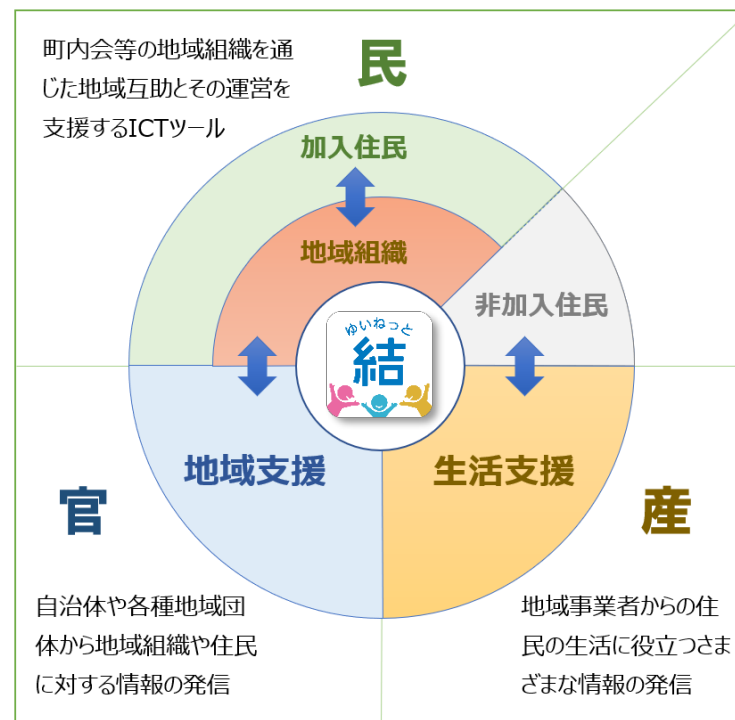 町内会等の地域組織を通
じた地域互助とその運営を
支援するICTツール
民
加入住民
地域組織
非加入住民
ゆいねっと
結
地域支援
生活支援
官
産
自治体や各種地域団
体から地域組織や住民
に対する情報の発信
地域事業者からの住
民の生活に役立つさま
ざまな情報の発信